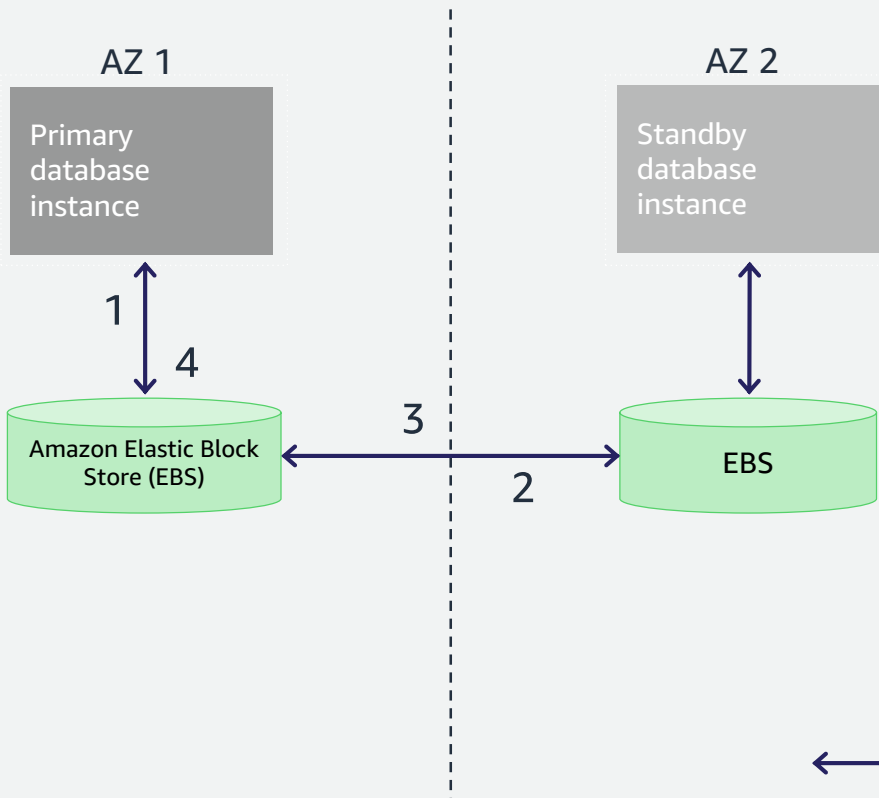 AZ 1
Primary
database
instance
AZ 2
Standby
database
instance
1
4
Amazon Elastic Block
Store (EBS)
3
2
EBS